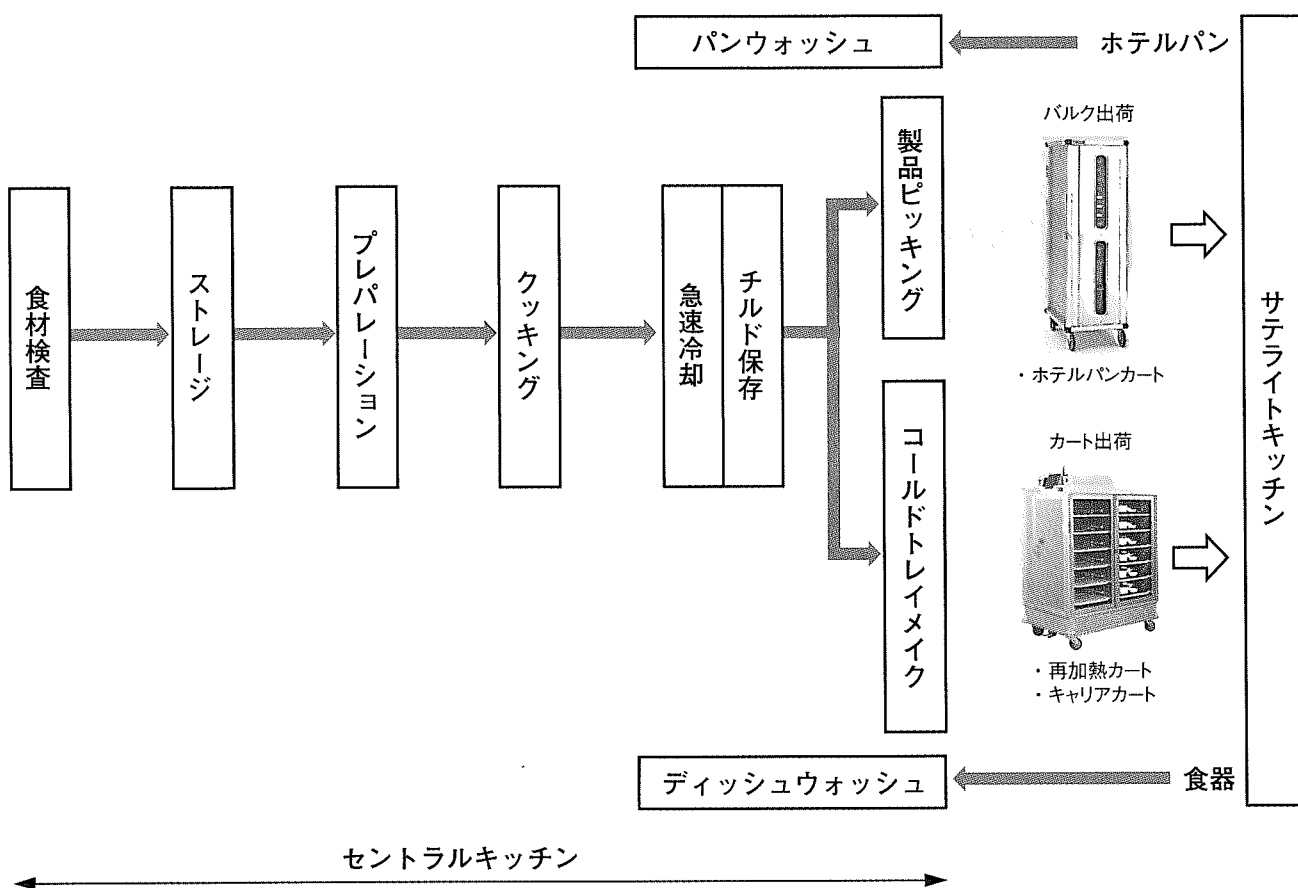 パンウォッシュ
ホテルパン
バルク出荷
製品ピッキング
・ホテルパンカート
食材検査
ストレージ
プレパレーション
クッキング
急速冷却
チルド保存
カート出荷
コールドトレイメイク
・再加熱カート
・キャリアカート
サテライトキッチン
ディッシュウォッシュ
食器
セントラルキッチン